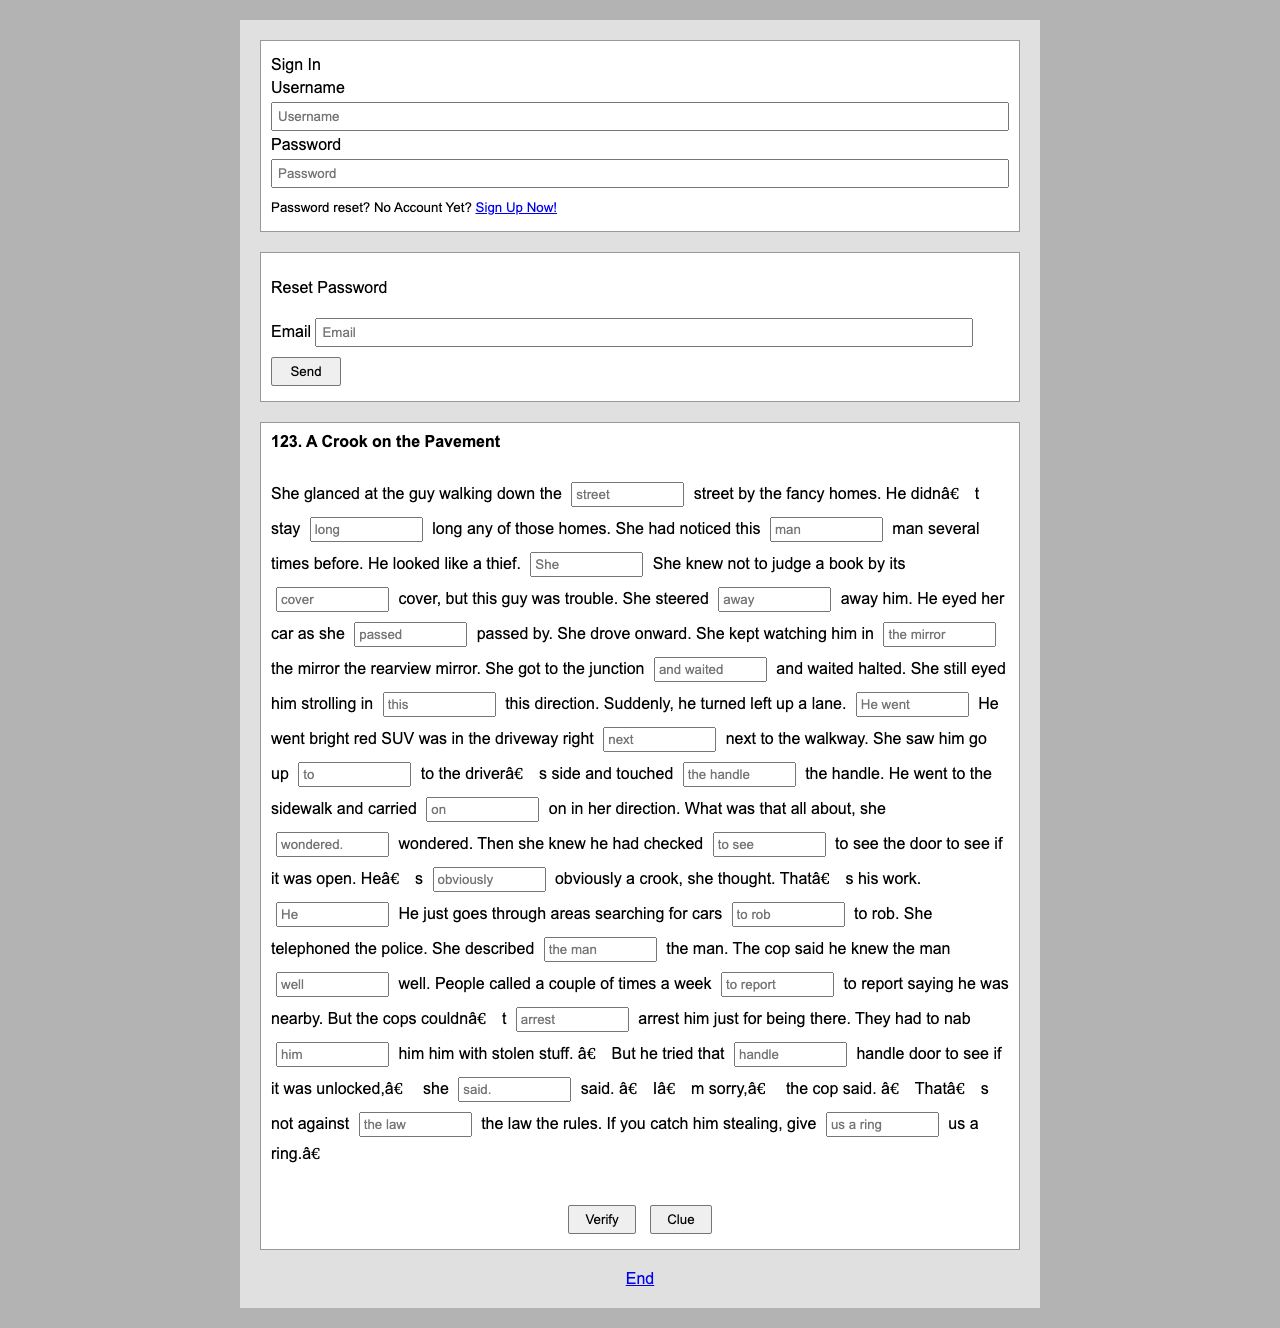 Sign In
Username
Username
Password
Password
Password reset? No Account Yet? Sign Up Now!
Reset Password
Email Email
Send
123. A Crook on the Pavement
She glanced at the guy walking down the street street by the fancy homes. He didnâ€ t
stay long long any of those homes. She had noticed this man man several
times before. He looked like a thief. She She knew not to judge a book by its
cover cover, but this guy was trouble. She steered away away him. He eyed her
car as she passed passed by. She drove onward. She kept watching him in the mirror
the mirror the rearview mirror. She got to the junction and waited and waited halted. She still eyed
him strolling in this this direction. Suddenly, he turned left up a lane. He went He
went bright red SUV was in the driveway right next next to the walkway. She saw him go
up to to the driverâ€ s side and touched the handle the handle. He went to the
sidewalk and carried on on in her direction. What was that all about, she
wondered. wondered. Then she knew he had checked to see to see the door to see if
it was open. Heâ€ s obviously obviously a crook, she thought. Thatâ€ s his work.
He He just goes through areas searching for cars to rob to rob. She
telephoned the police. She described the man the man. The cop said he knew the man
well well. People called a couple of times a week to report to report saying he was
nearby. But the cops couldnâ€ t arrest arrest him just for being there. They had to nab
him him him with stolen stuff. â€ But he tried that handle handle door to see if
it was unlocked,â€ she said. said. â€ Iâ€ m sorry,â€ the cop said. â€ Thatâ€ s
not against the law the law the rules. If you catch him stealing, give us a ring us a
ring.â€
Verify Clue
End